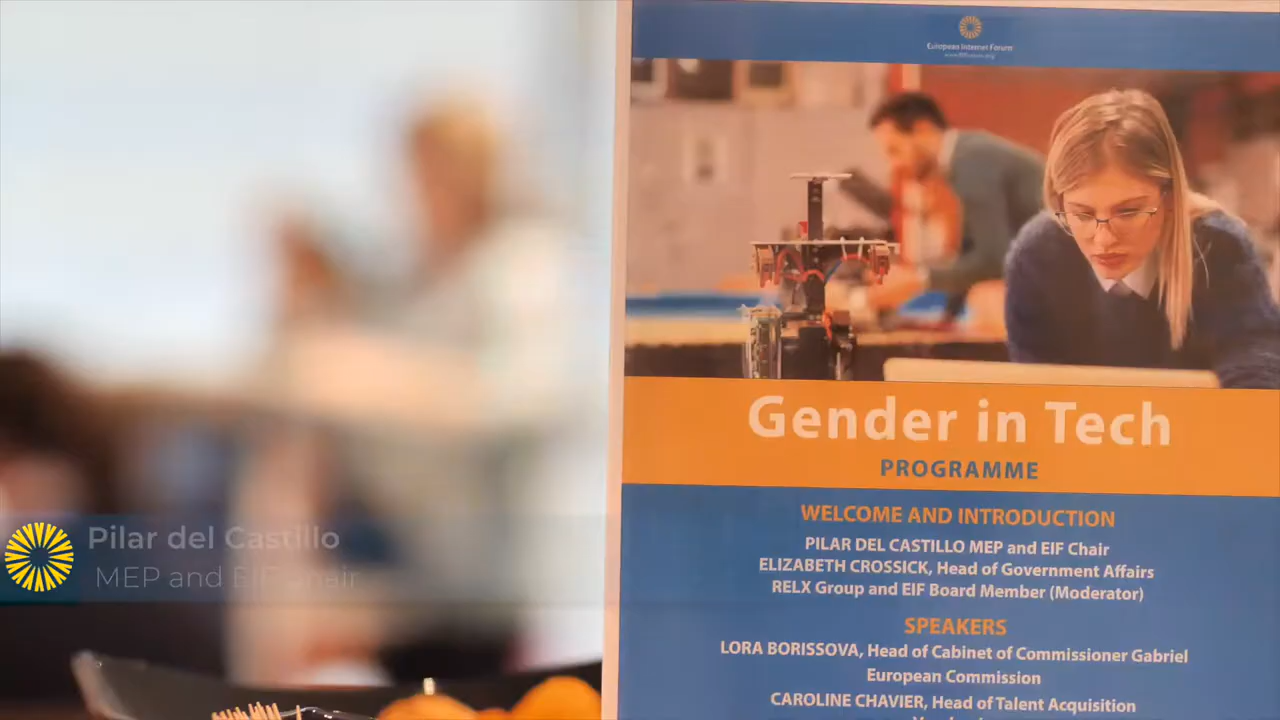 European Internet Forum
Gender in Tech
PROGRAMME
WELCOME AND INTRODUCTION
PILAR DEL CASTILLO MEP and EIF Chair
ELIZABETH CROSSICK, Head of Government Affairs
RELX Group and EIF Board Member (Moderator)
SPEAKERS
LORA BORISSOVA, Head of Cabinet of Commissioner Gabriel
European Commission
CAROLINE CHAVIER, Head of Talent Acquisition
Pilar del Castillo
MEP and EIF Chair